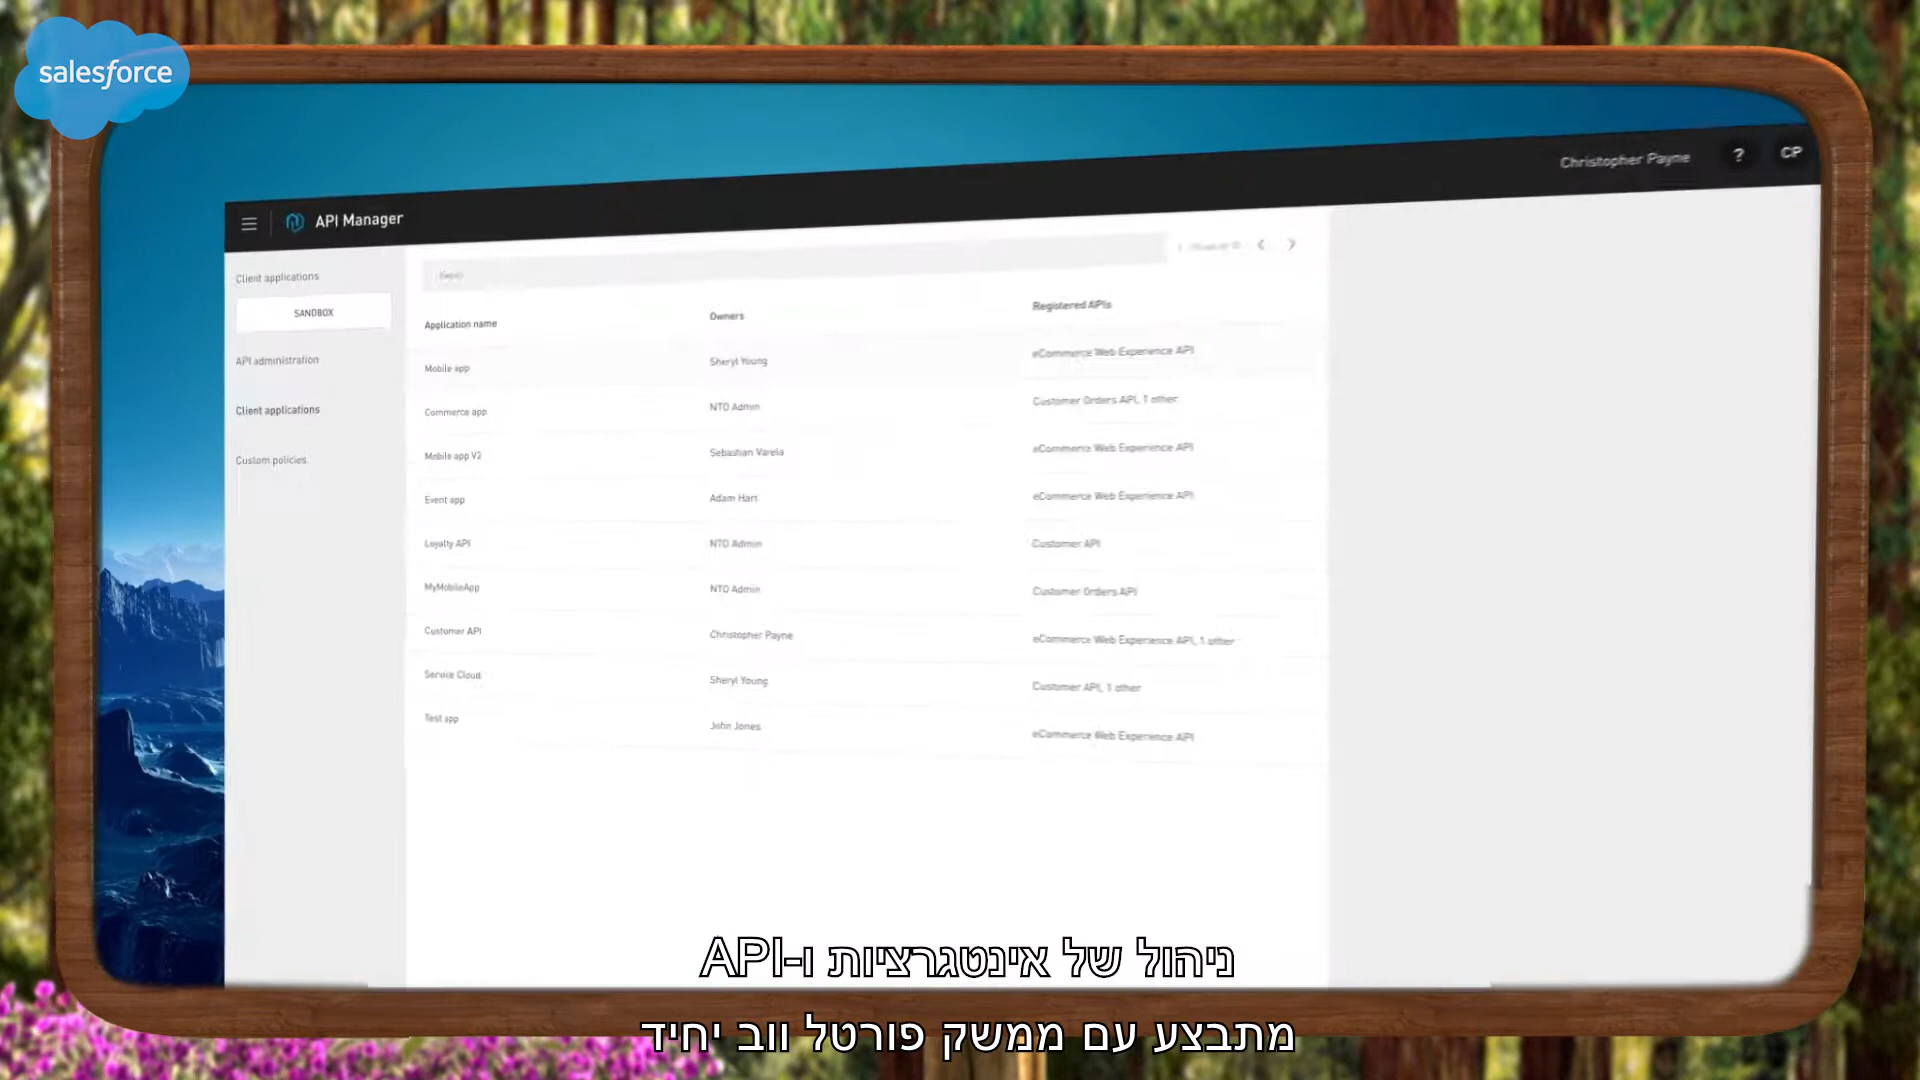 salesforce
Christopher Payne ? CP
API Manager
Client applications
SANDBOX
API administration
Client applications
Custom policies
Application name Owners Registered APIs
Mobile app Sheryl Young eCommerce Web Experience API
Commerce app NTO Admin Customer Orders API, 1 other
Mobile app V2 Sebastian Varela eCommerce Web Experience API
Event app Adam Hart eCommerce Web Experience API
Loyalty API NTO Admin Customer API
MyMobileApp NTO Admin Customer Orders API
Customer API Christopher Payne eCommerce Web Experience API, 1 other
Service Cloud Sheryl Young Customer API, 1 other
Test app John Jones eCommerce Web Experience API
ניהול של אינטגרציות ו-API
מתבצע עם ממשק פורטל ווב יחיד